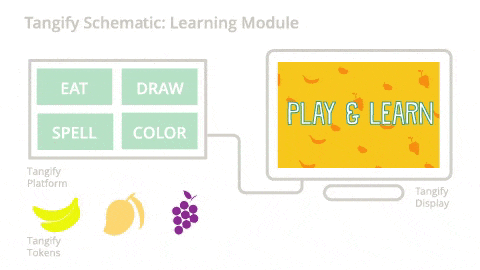 Tangify Schematic: Learning Module
EAT
DRAW
SPELL
COLOR
PLAY & LEARN
Tangify
Platform
Tangify
Display
Tangify
Tokens